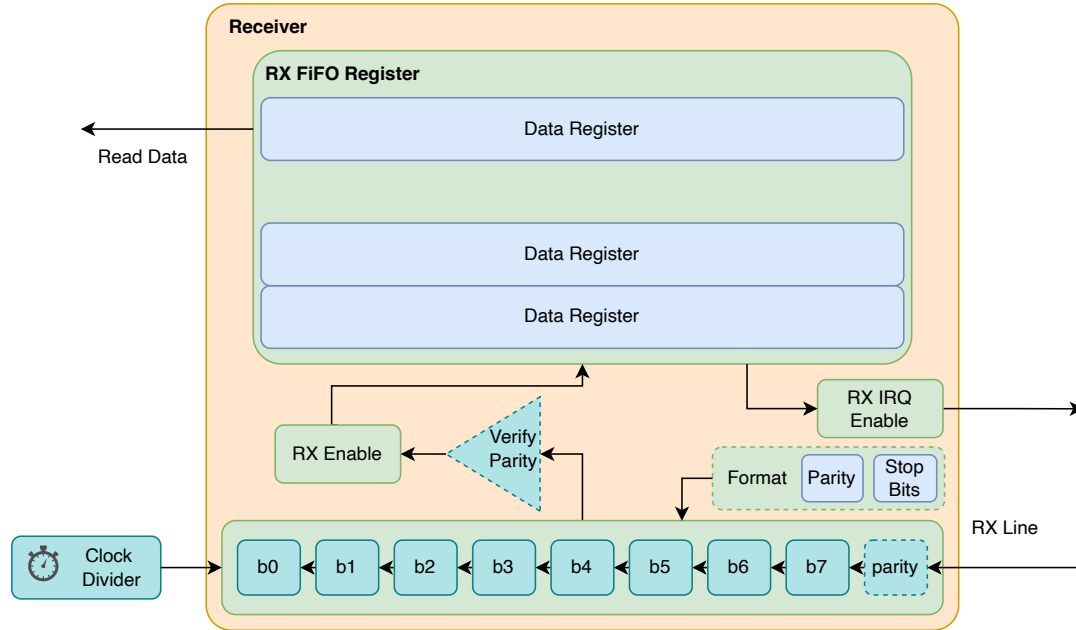 Receiver
RX FiFO Register
Data Register
Read Data
Data Register
Data Register
RX IRQ
Enable
Verify
Parity
RX Enable
Format
Parity
Stop
Bits
RX Line
Clock
Divider
b0
b1
b2
b3
b4
b5
b6
b7
parity